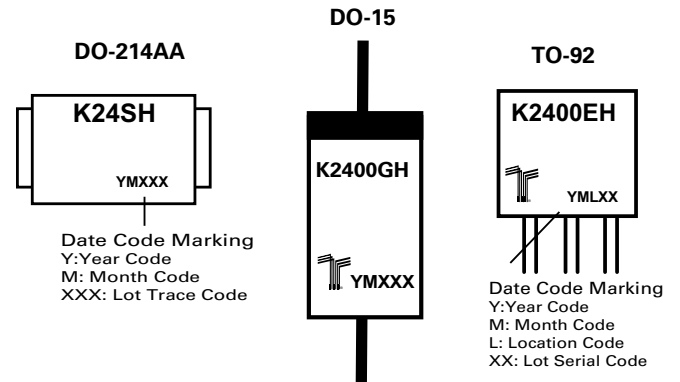 DO-214AA
K24SH
YMXXX
Date Code Marking
Y:Year Code
M: Month Code
XXX: Lot Trace Code
DO-15
K2400GH
YMXXX
TO-92
K2400EH
YMLXX
Date Code Marking
Y:Year Code
M: Month Code
L: Location Code
XX: Lot Serial Code